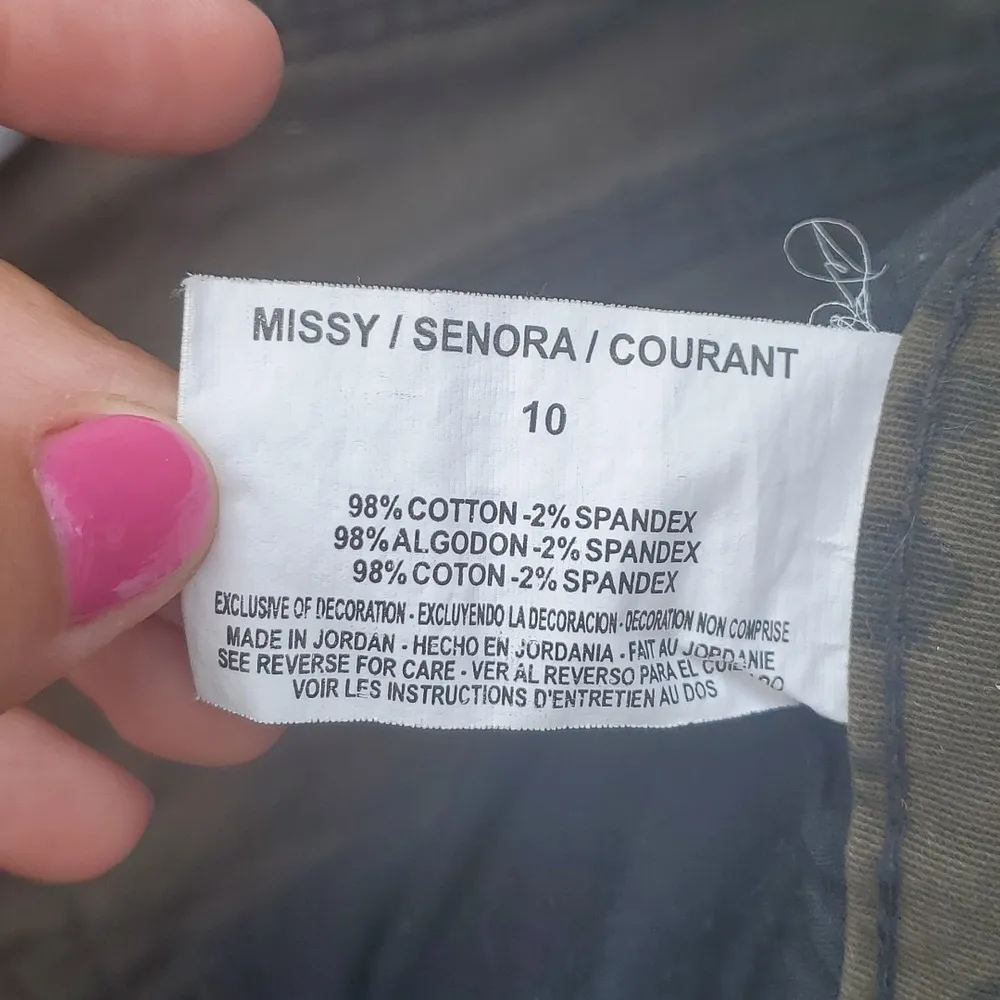 MISSY / SENORA / COURANT
10
98% COTTON -2% SPANDEX
98% ALGODON -2% SPANDEX
98% COTON -2% SPANDEX
EXCLUSIVE OF DECORATION - EXCLUYENDO LA DECORACION - DECORATION NON COMPRISE
MADE IN JORDAN - HECHO EN JORDANIA - FAIT AU JORDANIE
SEE REVERSE FOR CARE - VER AL REVERSO PARA EL
VOIR LES INSTRUCTIONS D'ENTRETIEN AU DOS